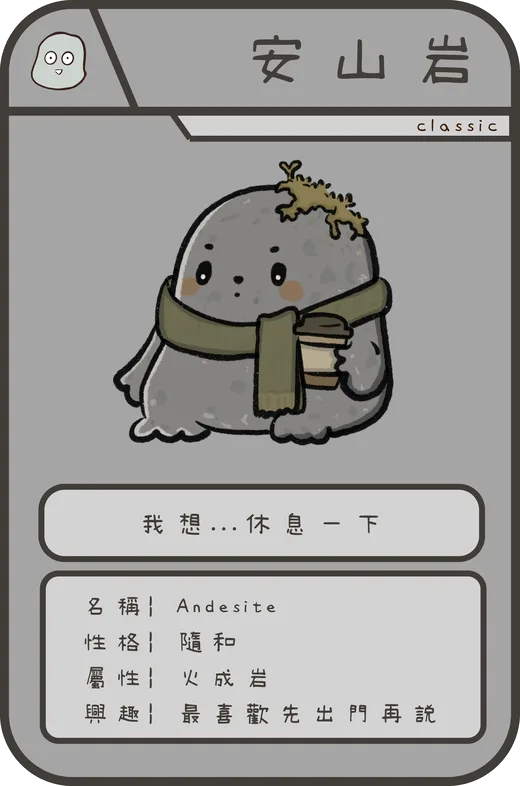 安山岩
classic
我想...休息一下
名稱| Andesite
性格| 隨和
屬性| 火成岩
興趣| 最喜歡先出門再說